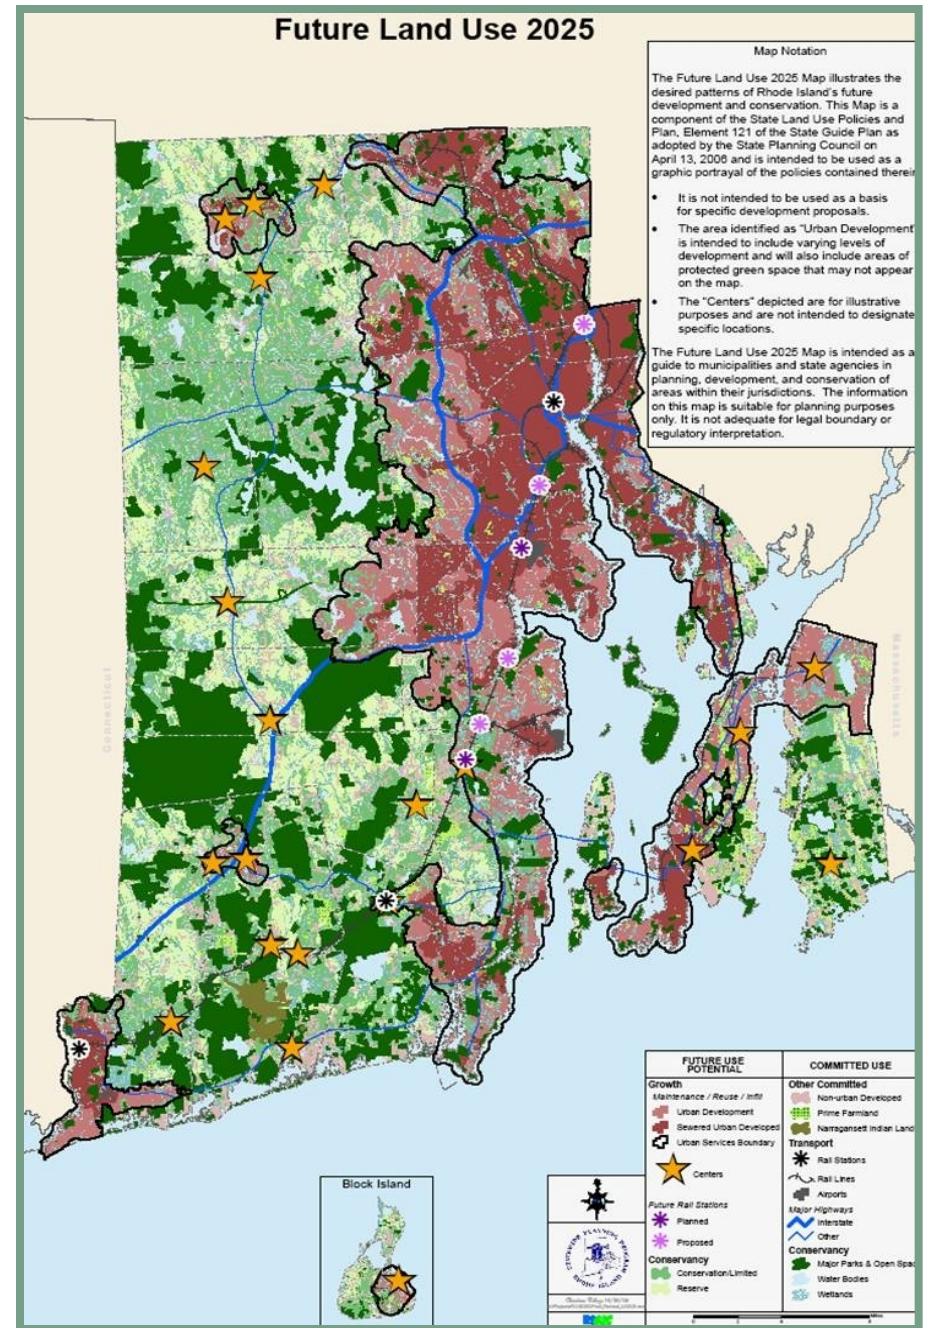 Future Land Use 2025
Map Notation
The Future Land Use 2025 Map illustrates the
desired patterns of Rhode Island's future
development and conservation. This Map is a
component of the State Land Use Policies and
Plan, Element 121 of the State Guide Plan as
adopted by the State Planning Council on
April 13, 2006 and is intended to be used as a
graphic portrayal of the policies contained therein
• It is not intended to be used as a basis
for specific development proposals.
• The area identified as "Urban Development"
is intended to include varying levels of
development and will also include areas of
protected green space that may not appear
on the map.
• The "Centers" depicted are for illustrative
purposes and are not intended to designate
specific locations.
The Future Land Use 2025 Map is intended as a
guide to municipalities and state agencies in
planning, development, and conservation of
areas within their jurisdictions. The information
on this map is suitable for planning purposes
only. It is not adequate for legal boundary or
regulatory interpretation.
Connecticut
Massachusetts
FUTURE USE
POTENTIAL
Growth
Maintenance / Reuse / Infill
Urban Development
Sewered Urban Developed
Urban Services Boundary
Centers
Future Rail Stations
Planned
Proposed
Conservancy
Conservation/Limited
Reserve
COMMITTED USE
Other Committed
Non-urban Developed
Prime Farmland
Narragansett Indian Land
Transport
Rail Stations
Rail Lines
Airports
Major Highways
Interstate
Other
Conservancy
Major Parks & Open Spac
Water Bodies
Wetlands
Block Island
STATEWIDE PLANNING PROGRAM
RHODE ISLAND